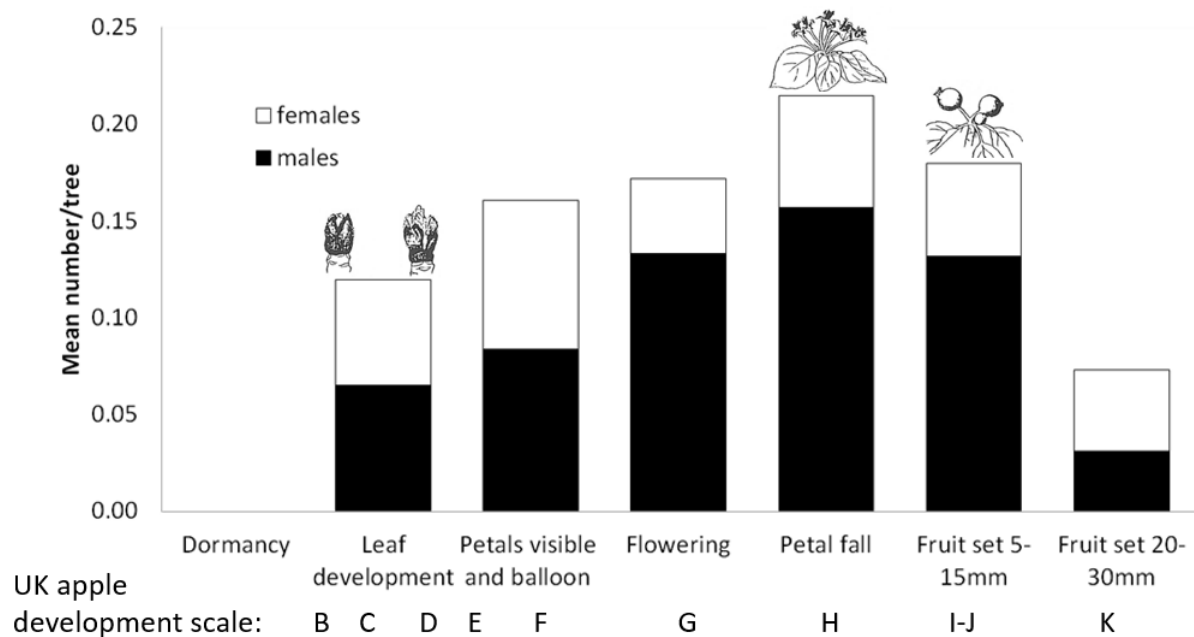 0.25
0.20
0.15
0.10
0.05
0.00
Mean number/tree
females
males
Dormancy
Leaf
development
Petals visible
and balloon
Flowering
Petal fall
Fruit set 5-
15mm
Fruit set 20-
30mm
UK apple
development scale: B C D E F G H I-J K